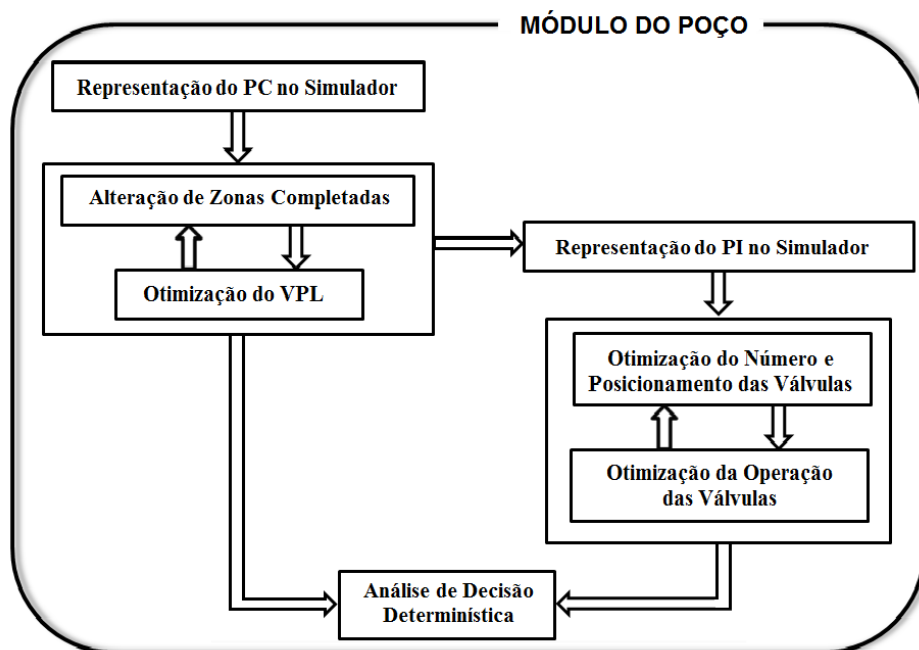 MÓDULO DO POÇO
Representação do PC no Simulador
Alteração de Zonas Completadas
Otimização do VPL
Representação do PI no Simulador
Otimização do Número e
Posicionamento das Válvulas
Otimização da Operação
das Válvulas
Análise de Decisão
Determinística